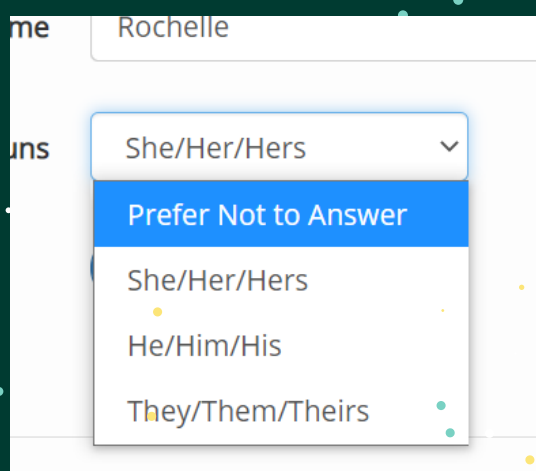 me Rochelle
uns She/Her/Hers
Prefer Not to Answer
She/Her/Hers
He/Him/His
They/Them/Theirs